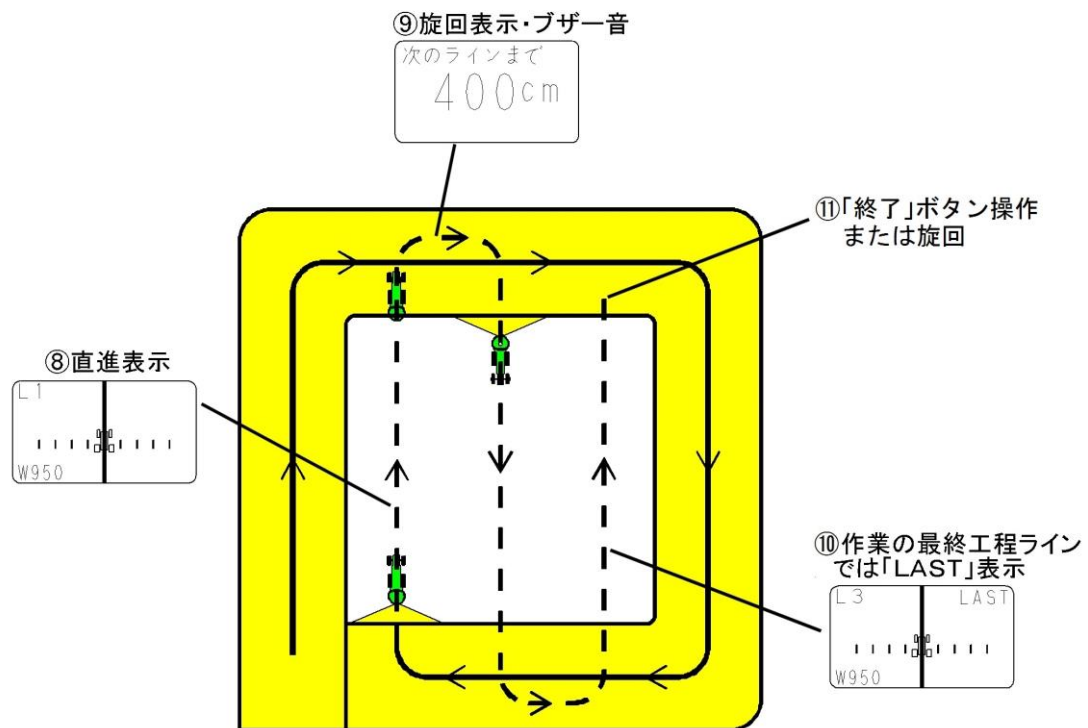 ⑨旋回表示・ブザー音
次のラインまで
400cm
⑪「終了」ボタン操作
または旋回
⑧直進表示
L1
W950
⑩作業の最終工程ライン
では「LAST」表示
L3 LAST
W950